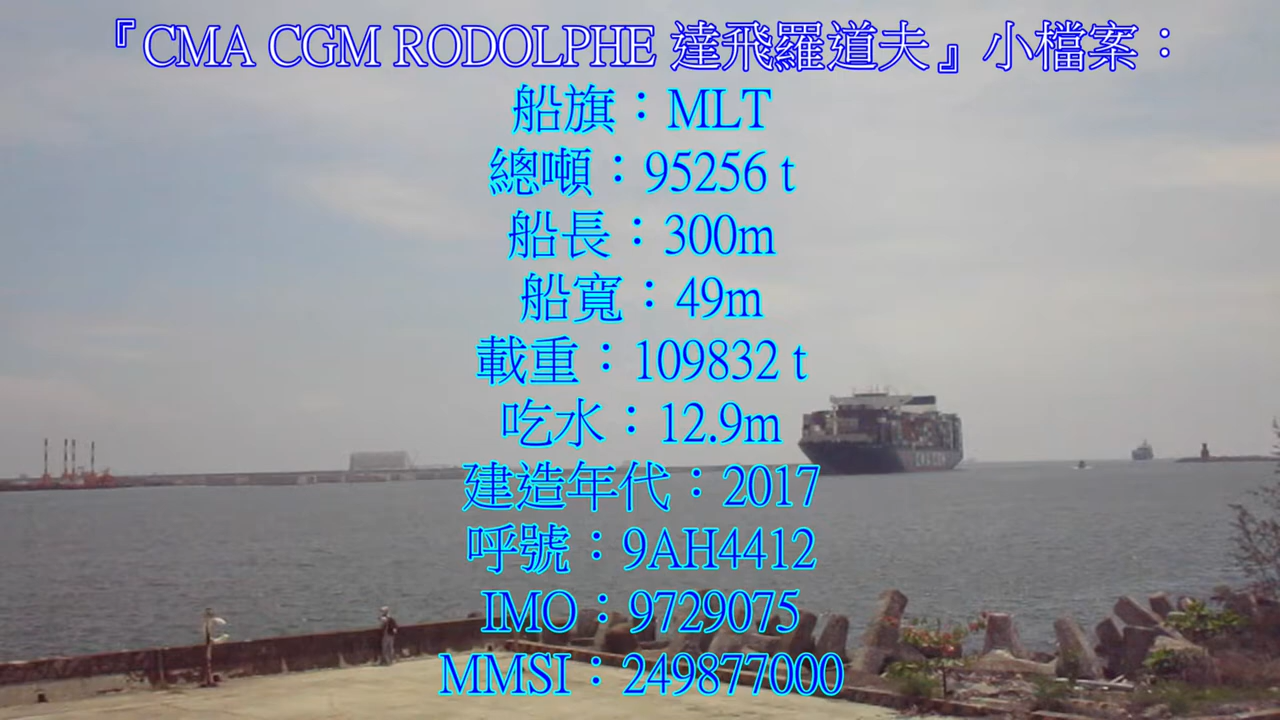 『CMA CGM RODOLPHE 達飛羅道夫』小檔案：
船旗：MLT
總噸：95256 t
船長：300m
船寬：49m
載重：109832 t
吃水：12.9m
建造年代：2017
呼號：9AH4412
IMO：9729075
MMSI：249877000